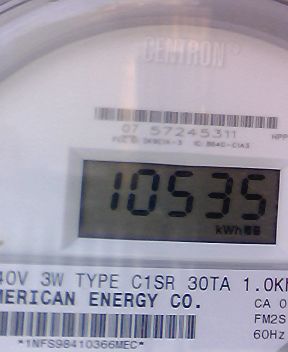 CENTRON®
07 57245311
10535
kWh
40V 3W TYPE C1SR 30TA 1.0K
MERICAN ENERGY CO.
CA 0
FM2S
60Hz
*1NFS98410366MEC*